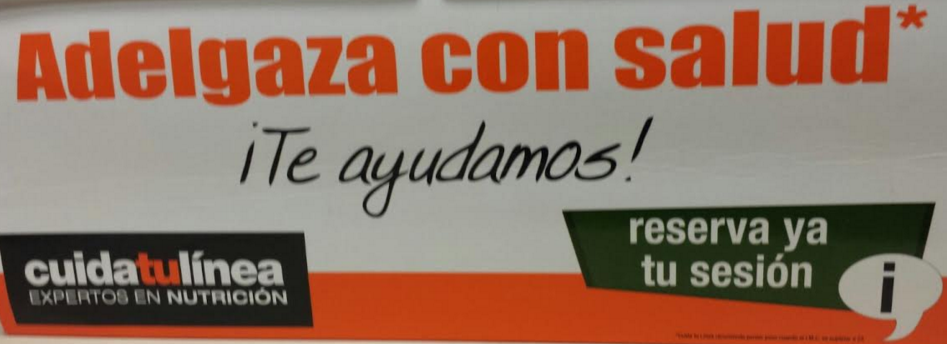 Adelgaza con salud*
¡Te ayudamos!
cuidatulínea
EXPERTOS EN NUTRICIÓN
reserva ya
tu sesión
i